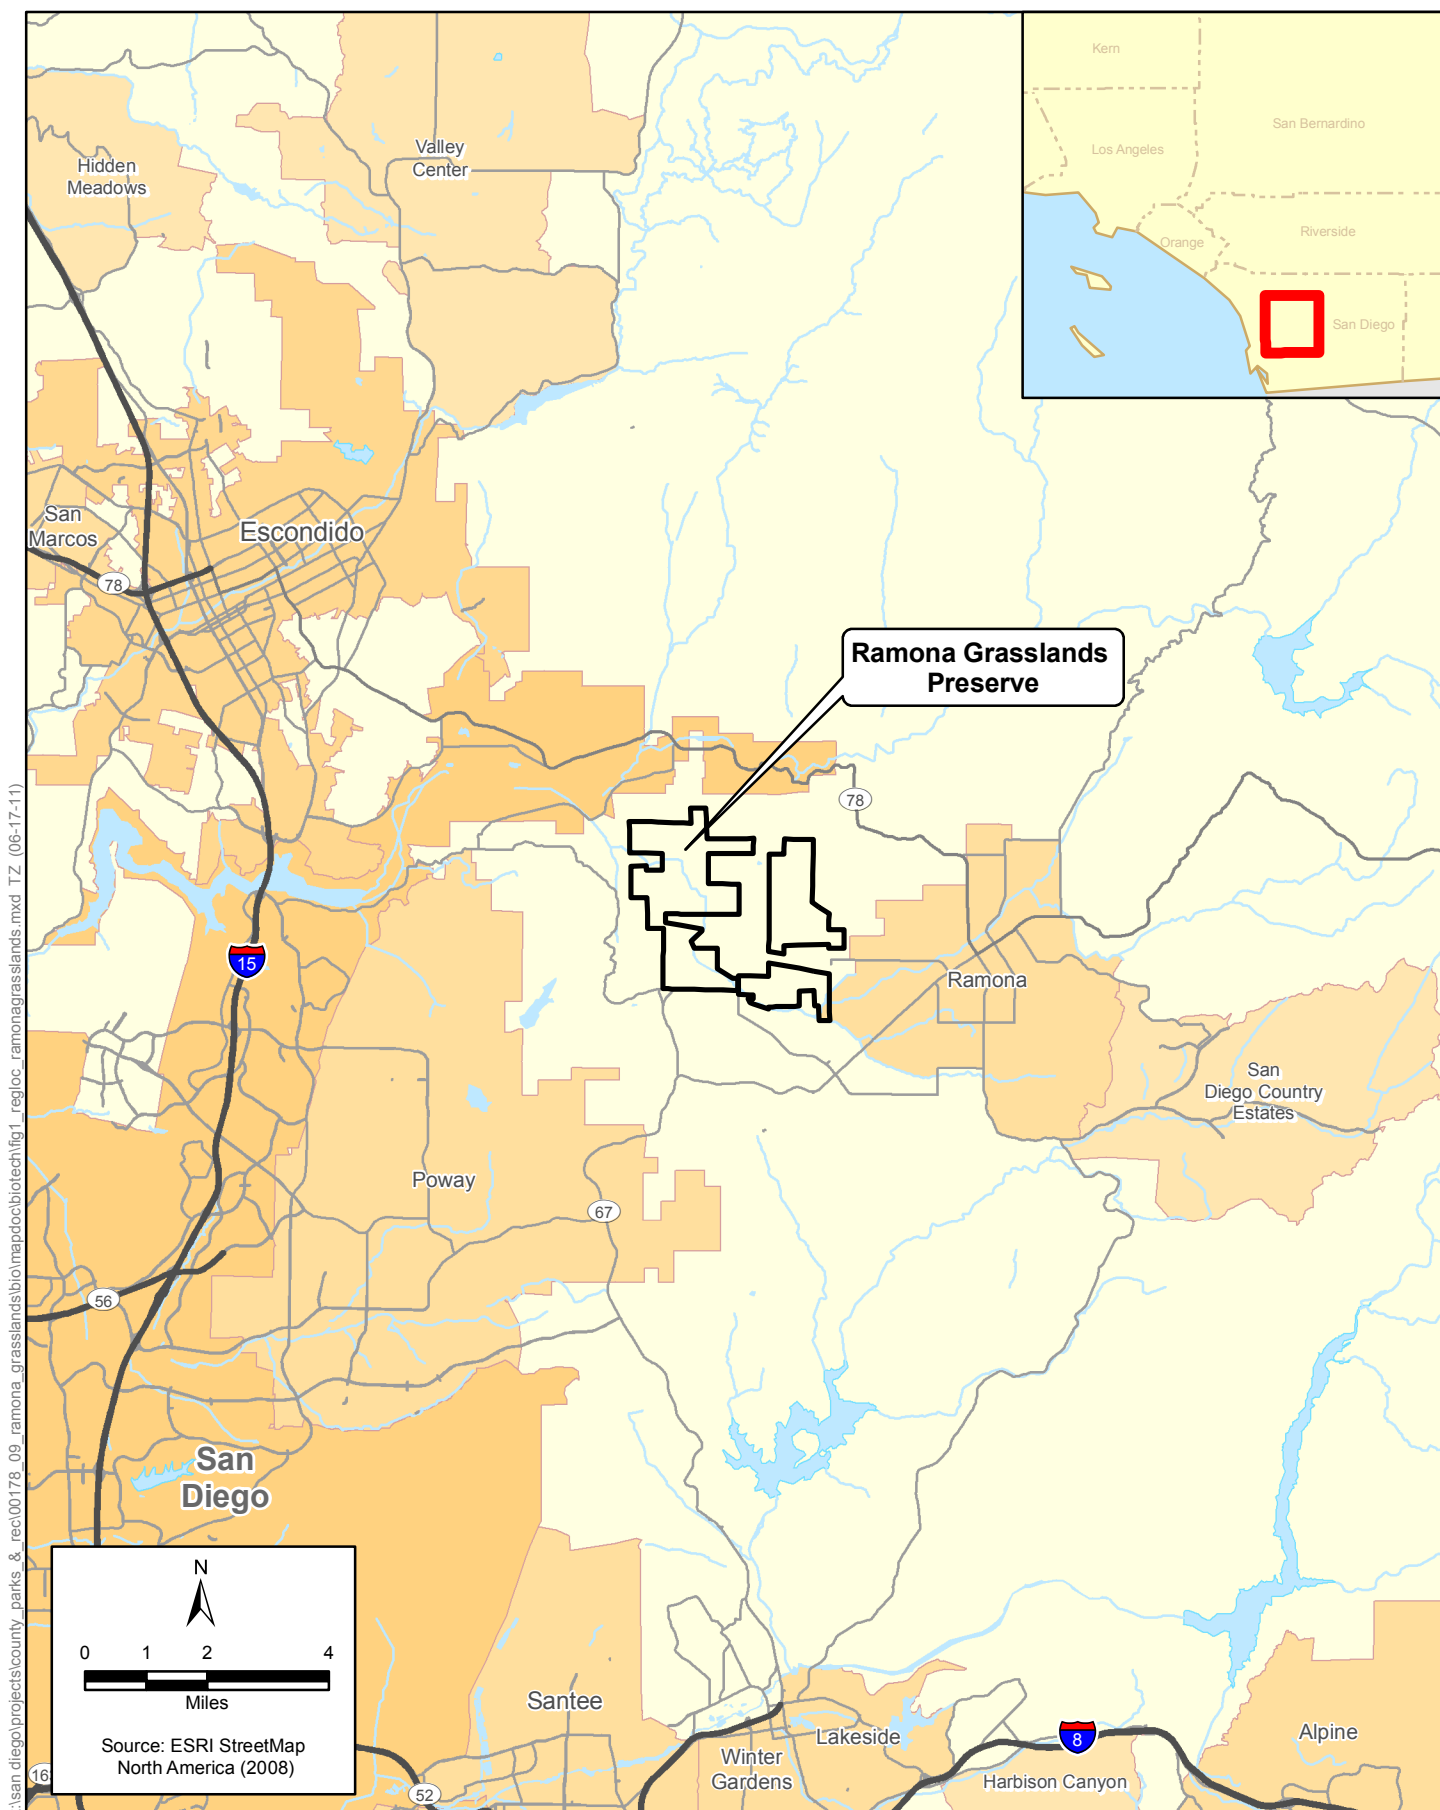 Kern
San Bernardino
Los Angeles
Orange
Riverside
San Diego
Hidden
Meadows
Valley
Center
San
Marcos
Escondido
78
Ramona Grasslands
Preserve
78
15
Ramona
San
Diego Country
Estates
Poway
67
56
San
Diego
N
0 1 2 4
Miles
Source: ESRI StreetMap
North America (2008)
Santee
Lakeside
Winter
Gardens
8
Harbison Canyon
Alpine
52
16
:\san diego\projects\county_parks_&_rec\00178_09_ramona_grasslands\bio\mapdoc\biotech\fig1_regloc_ramonagrasslands.mxd TZ (06-17-11)